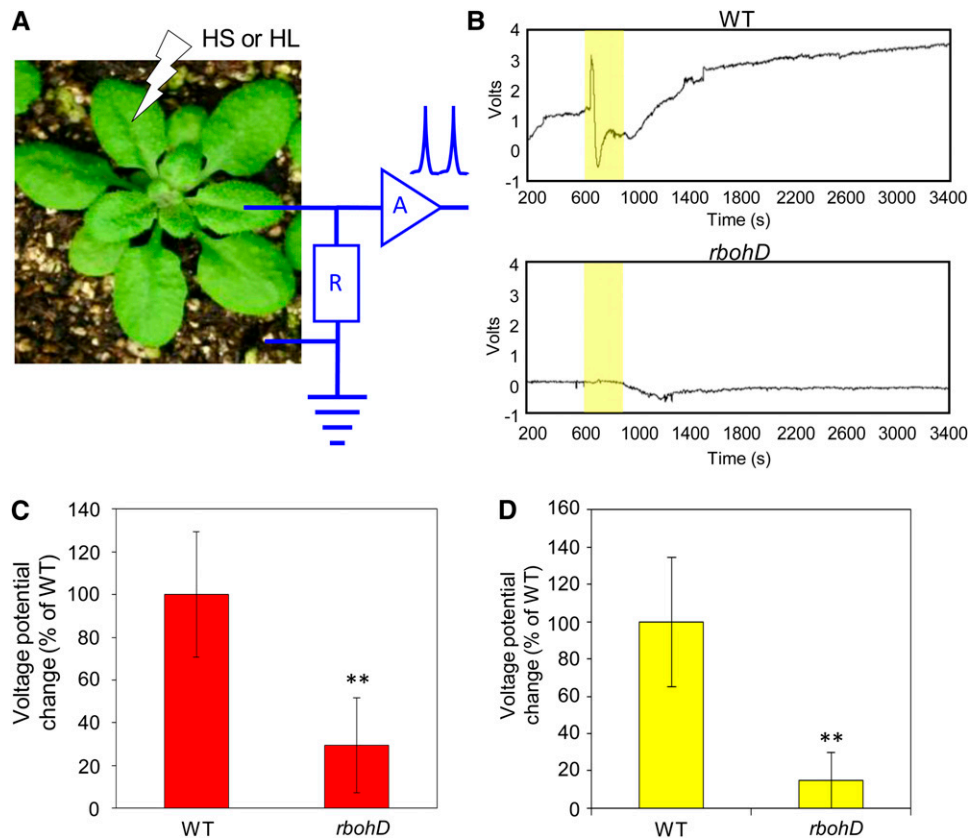 A
HS or HL
A
R
B
WT
Volts
4
3
2
1
0
-1
200 600 1000 1400 1800 2200 2600 3000 3400
Time (s)
rbohD
Volts
4
3
2
1
0
-1
200 600 1000 1400 1800 2200 2600 3000 3400
Time (s)
C
Voltage potential
change (% of WT)
140
120
100
80
60
40
20
0
**
WT rbohD
D
Voltage potential
change (% of WT)
160
140
120
100
80
60
40
20
0
**
WT rbohD